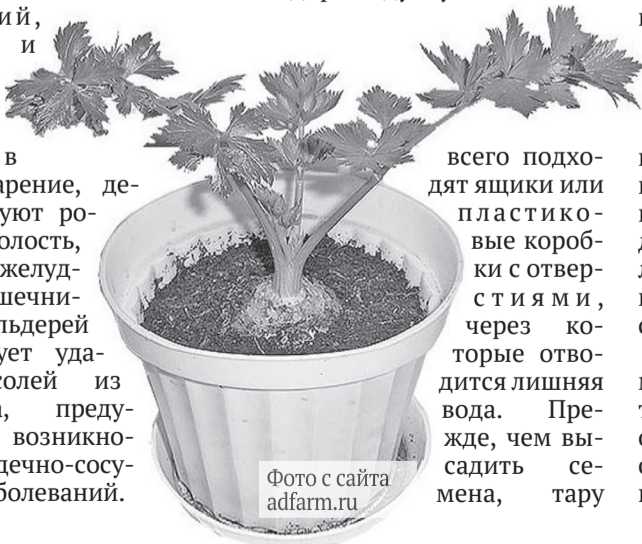 ий,
и
в
арение, де-
уют ро-
олость,
желуд-
шечни-
льдерей
ует уда-
солей из
а, преду-
возникно-
дечно-сосу-
болеваний.
всего подхо-
дят ящики или
пластико-
вые короб-
ки с отвер-
стиями,
через ко-
торые отво-
дится лишняя
вода. Пре-
жде, чем вы-
садить се-
мена, тару
Фото с сайта
adfarm.ru